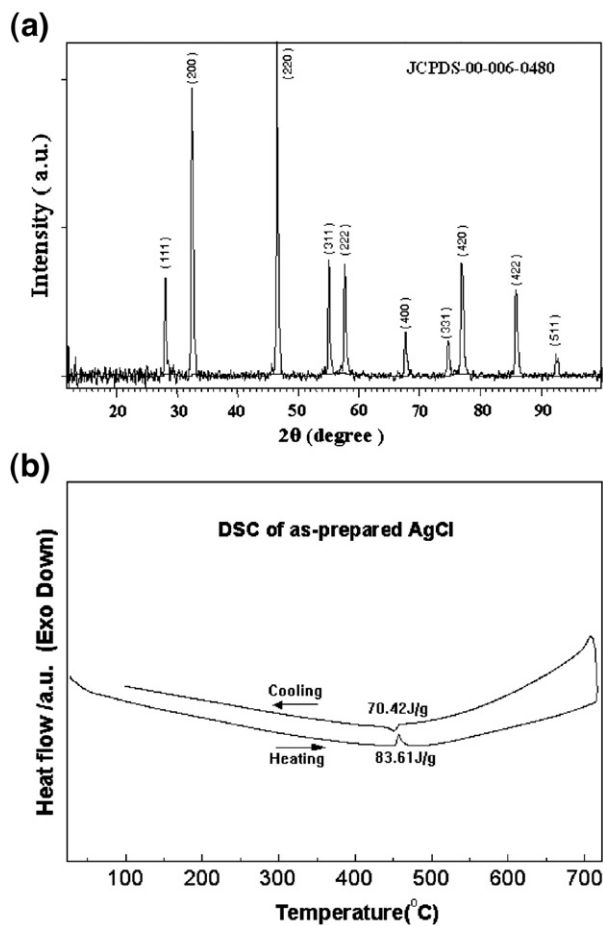 (a)
JCPDS-00-006-0480
(111)
(200)
(220)
(311)
(222)
(400)
(331)
(420)
(422)
(511)
Intensity ( a.u.)
20 30 40 50 60 70 80 90
2θ (degree )
(b)
DSC of as-prepared AgCl
Heat flow /a.u. (Exo Down)
Cooling
70.42J/g
Heating
83.61J/g
100 200 300 400 500 600 700
Temperature(°C)